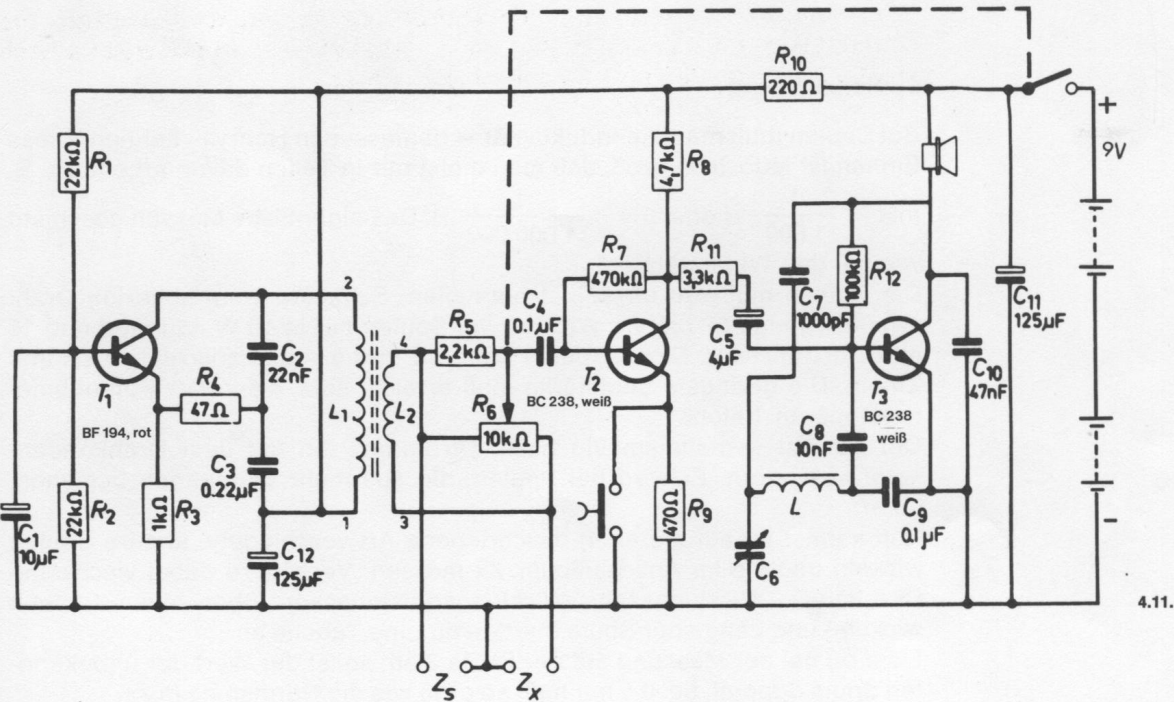 R10
220 Ω
+
9V
22kΩ
R1
4,7kΩ
R8
2
R7
470kΩ
R11
3,3kΩ
100kΩ
R12
C4
0.1µF
R5
2,2kΩ
4
C7
1000pF
C11
125µF
C5
4µF
T1
BF 194, rot
R4
47 Ω
C2
22nF
L1
L2
R6
10kΩ
T2
BC 238, weiß
T3
BC 238
weiß
C10
47nF
C3
0.22µF
C8
10nF
1
3
22kΩ
R2
1kΩ
R3
C1
10µF
C12
125µF
470Ω
R9
L
C9
0.1µF
C6
-
4.11.
Zs
Zx